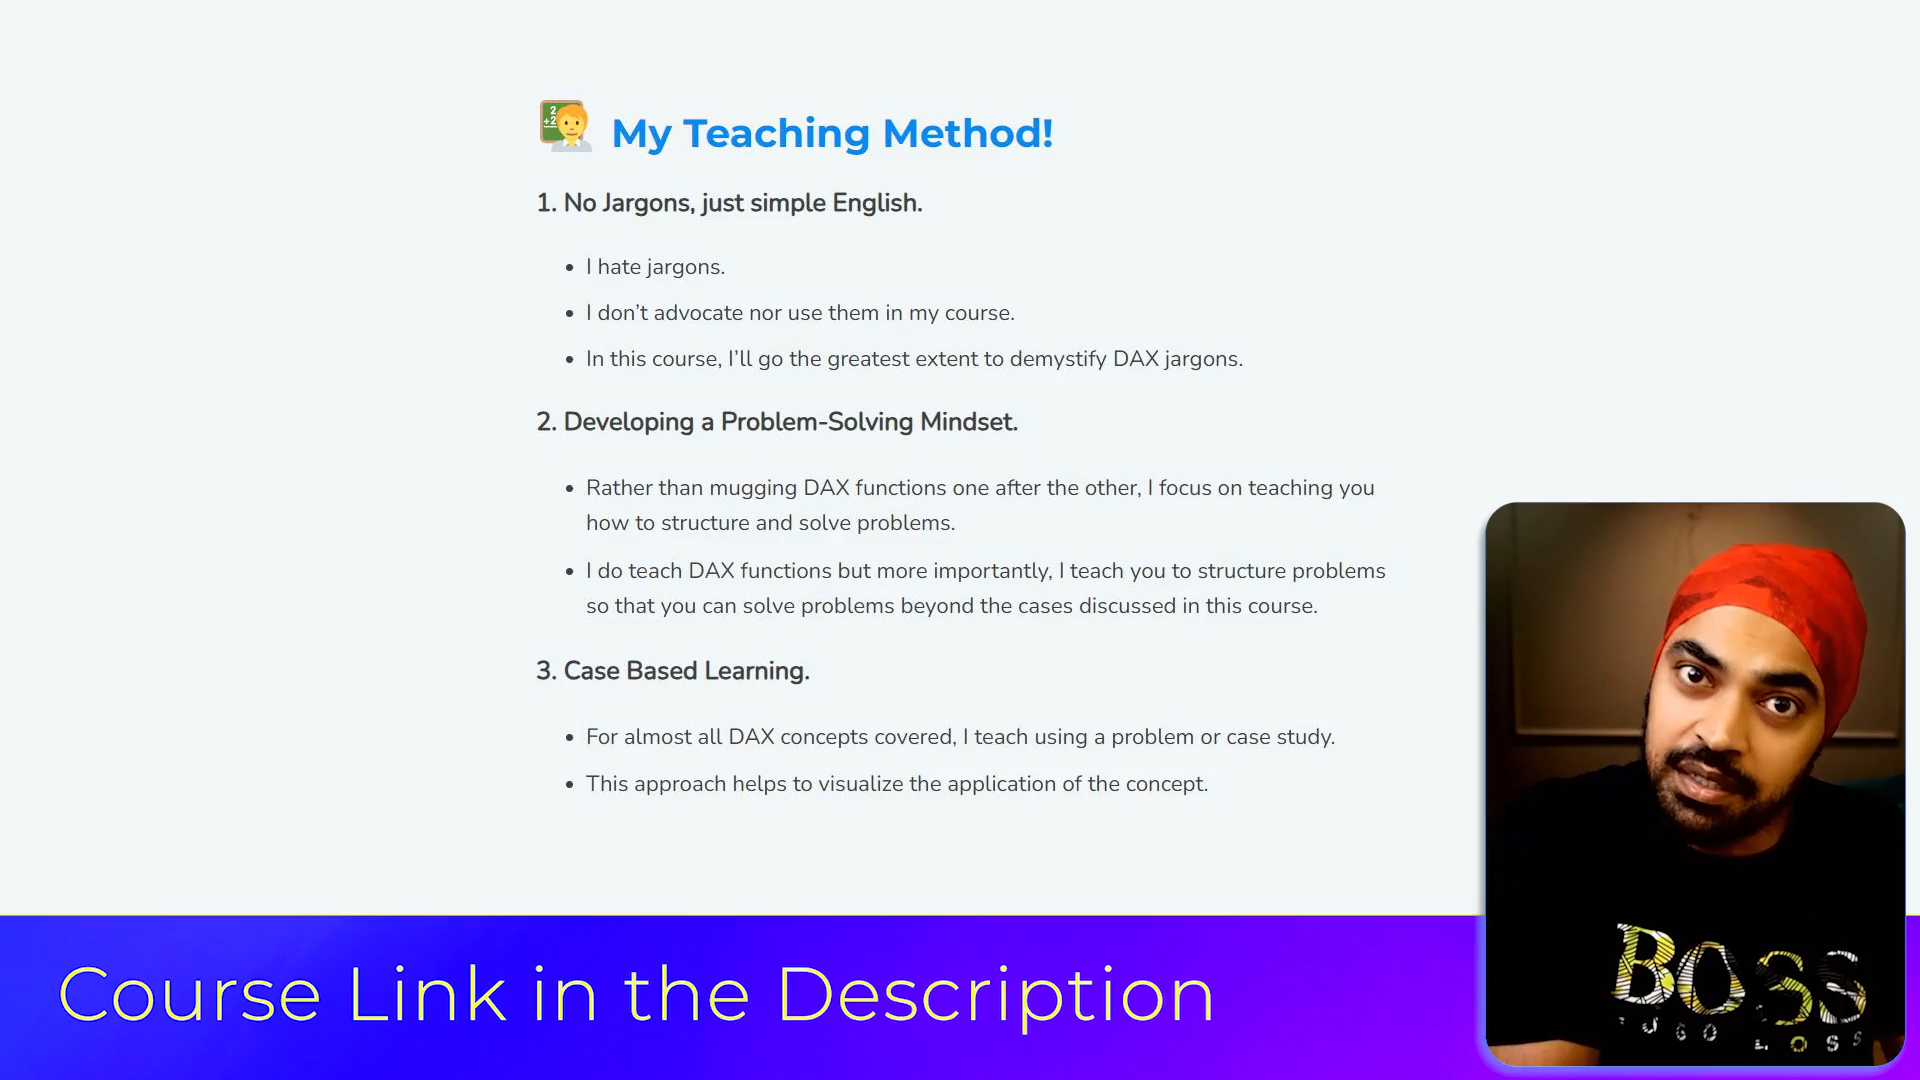 2
+2
My Teaching Method!
1. No Jargons, just simple English.
• I hate jargons.
• I don’t advocate nor use them in my course.
• In this course, I’ll go the greatest extent to demystify DAX jargons.
2. Developing a Problem-Solving Mindset.
• Rather than mugging DAX functions one after the other, I focus on teaching you
how to structure and solve problems.
• I do teach DAX functions but more importantly, I teach you to structure problems
so that you can solve problems beyond the cases discussed in this course.
3. Case Based Learning.
• For almost all DAX concepts covered, I teach using a problem or case study.
• This approach helps to visualize the application of the concept.
Course Link in the Description
BOSS